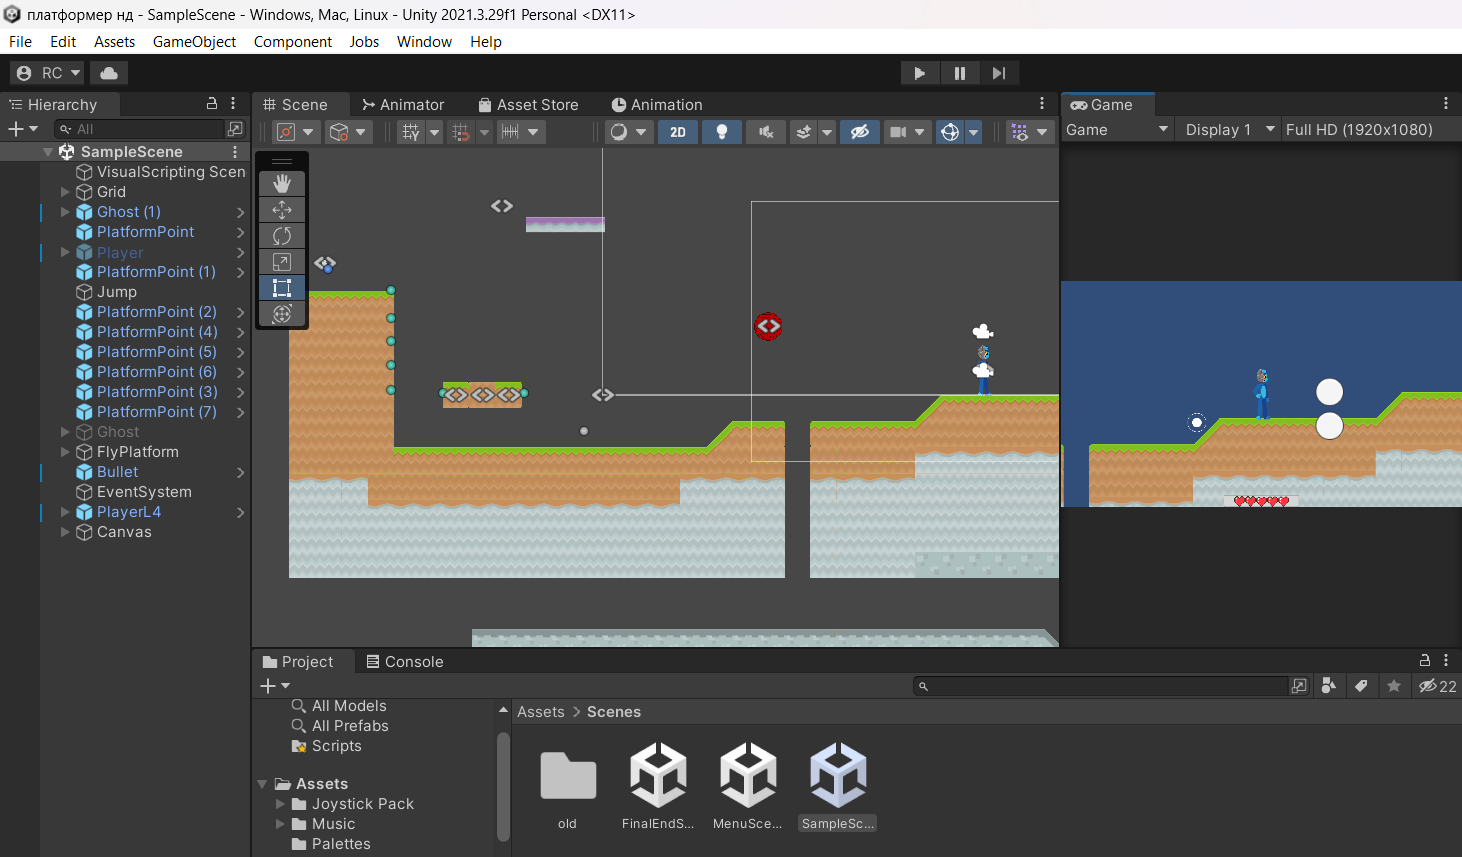 платформер нд - SampleScene - Windows, Mac, Linux - Unity 2021.3.29f1 Personal <DX11>
File Edit Assets GameObject Component Jobs Window Help
RC
Hierarchy
All
SampleScene
VisualScripting Scen
Grid
Ghost (1)
PlatformPoint
Player
PlatformPoint (1)
Jump
PlatformPoint (2)
PlatformPoint (4)
PlatformPoint (5)
PlatformPoint (6)
PlatformPoint (3)
PlatformPoint (7)
Ghost
FlyPlatform
Bullet
EventSystem
PlayerL4
Canvas
Scene Animator Asset Store Animation
2D
Game
Game Display 1 Full HD (1920x1080)
Project Console
22
All Models
All Prefabs
Scripts
Assets
Joystick Pack
Music
Palettes
Assets > Scenes
old FinalEndS... MenuSce... SampleSc...